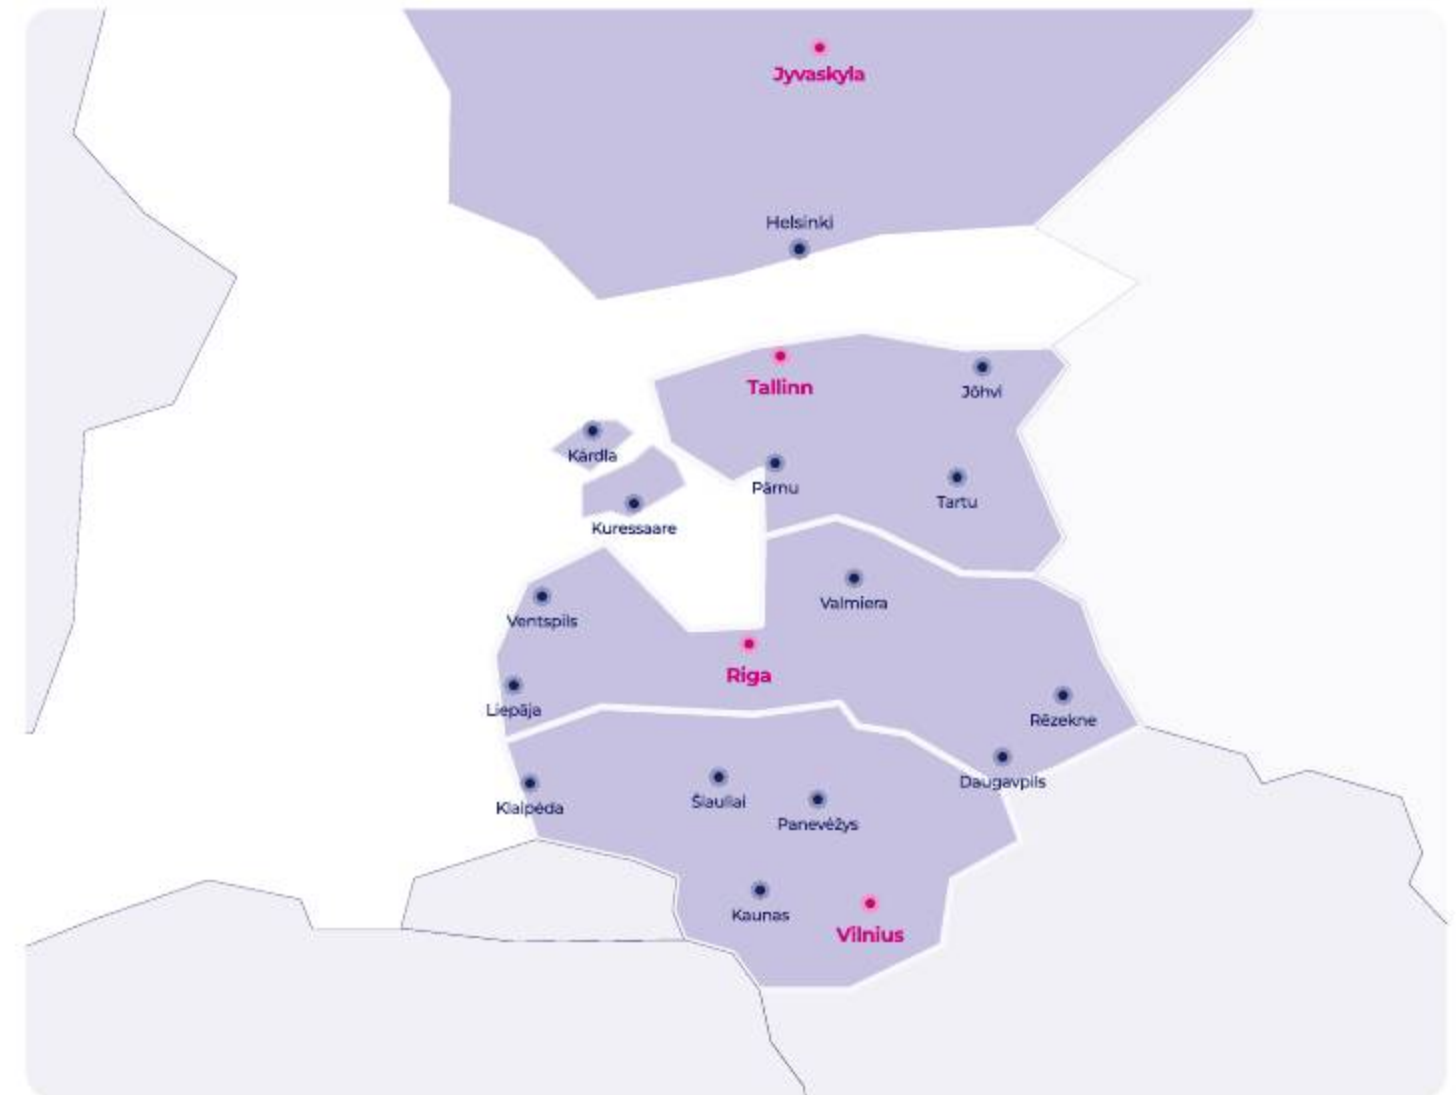 Jyvaskyla
Helsinki
Tallinn
Jõhvi
Kärdla
Pärnu
Tartu
Kuressaare
Valmiera
Ventspils
Riga
Liepāja
Rēzekne
Daugavpils
Klaipėda
Šiauliai
Panevėžys
Kaunas
Vilnius